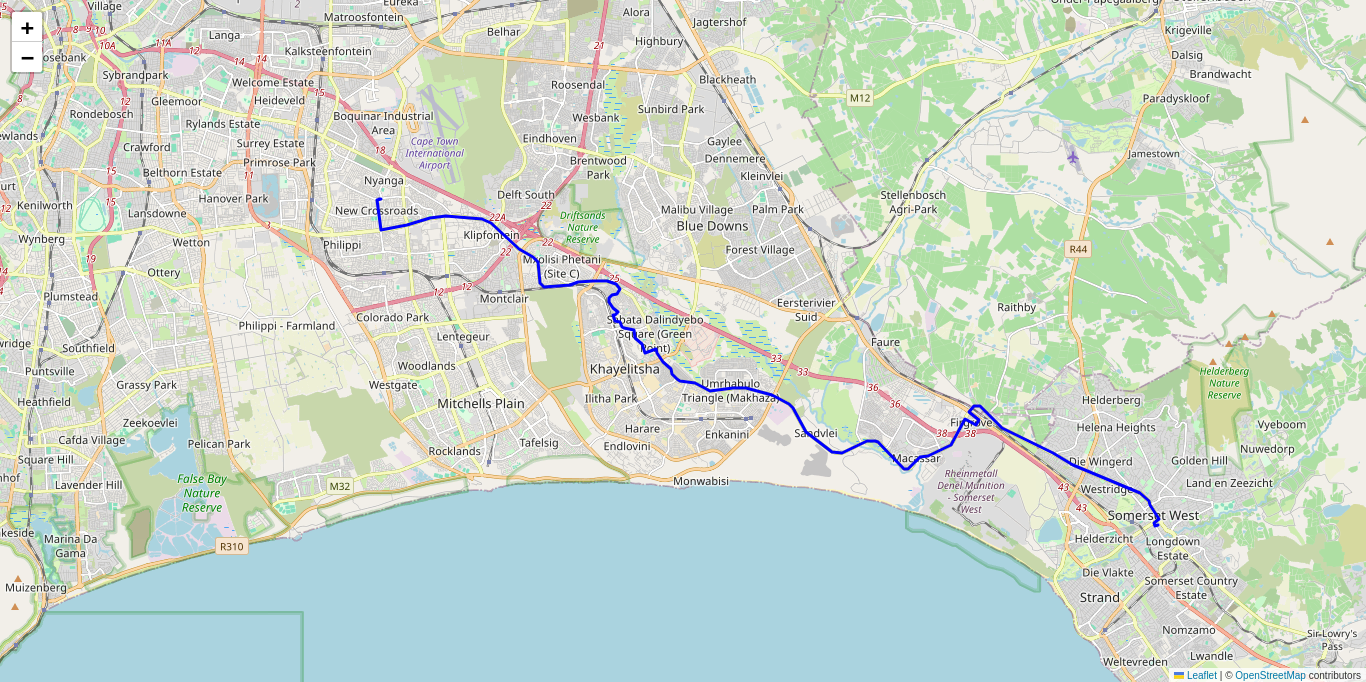 +
−
Village
Eureka
Matroosfontein
Alora
Jagtershof
Krigeville
Langa
Belhar
Highbury
Kalksteenfontein
Dalsig
Brandwacht
Sybrandpark
Welcome Estate
Roosendal
Blackheath
M12
Gleemoor
Heideveld
Sunbird Park
Paradyskloof
Rondebosch
Rylands Estate
Boquinar Industrial
Area
Wesbank
Crawford
Surrey Estate
Cape Town
International
Airport
Eindhoven
Gaylee
Dennemere
Jamestown
Primrose Park
Brentwood
Park
Belthorn Estate
Nyanga
Kleinvlei
Hanover Park
Delft South
Stellenbosch
Agri-Park
Kenilworth
Lansdowne
New Crossroads
Malibu Village
Palm Park
Driftsands
Nature
Reserve
Blue Downs
Wynberg
Wetton
Philippi
Klipfontein
Forest Village
R44
Ottery
Mxolisi Phetani
(Site C)
Plumstead
Montclair
Eersterivier
Suid
Raithby
Colorado Park
Philippi - Farmland
Sabata Dalindyebo
Square (Green
Point)
Lentegeur
Faure
Southfield
Woodlands
Khayelitsha
Puntsville
Westgate
Umrhabulo
Triangle (Makhaza)
Helderberg
Nature
Reserve
Grassy Park
Ilitha Park
Helderberg
Heathfield
Mitchells Plain
Zeekoevlei
Harare
Firgrove
Helena Heights
Vyeboom
Cafda Village
Pelican Park
Tafelsig
Endlovini
Enkanini
Sandvlei
Nuwedorp
Square Hill
Rocklands
Macassar
Die Wingerd
Golden Hill
Lavender Hill
False Bay
Nature
Reserve
M32
Monwabisi
Rheinmetall
Denel Munition
- Somerset
West
Westridge
Land en Zeezicht
Somerset West
Marina Da
Gama
R310
Helderzicht
Longdown
Estate
Die Vlakte
Muizenberg
Somerset Country
Estate
Strand
Nomzamo
Sir Lowry's
Pass
Lwandle
Weltevreden
Leaflet | © OpenStreetMap contributors